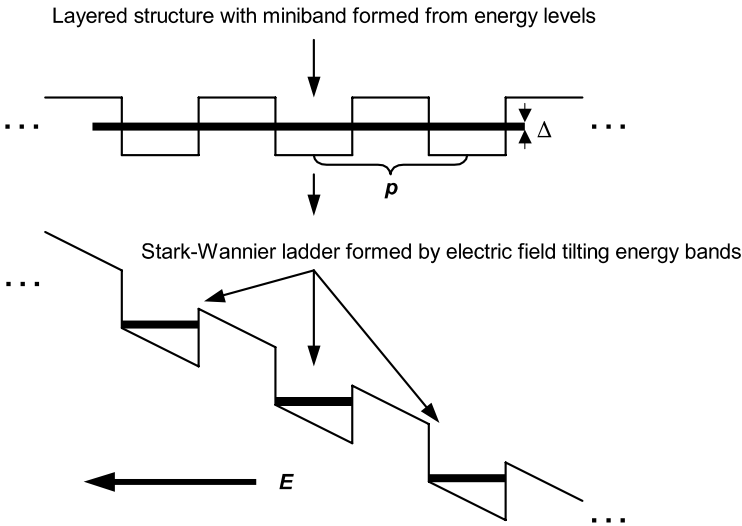 Layered structure with miniband formed from energy levels
... Δ ...
p
Stark-Wannier ladder formed by electric field tilting energy bands
...
E
...